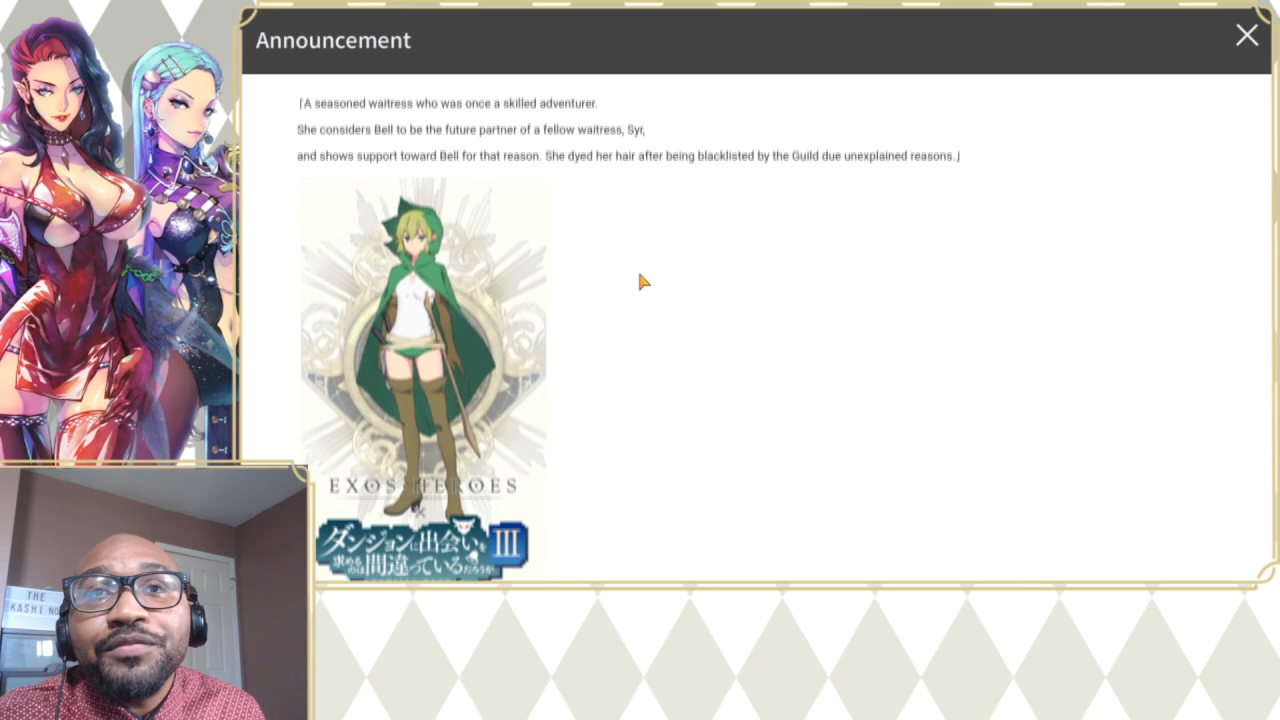 Announcement
「A seasoned waitress who was once a skilled adventurer.
She considers Bell to be the future partner of a fellow waitress, Syr,
and shows support toward Bell for that reason. She dyed her hair after being blacklisted by the Guild due unexplained reasons.」
EXOS HEROES
×
ダンジョンに出会いを
III
求めるのは間違っているだろうか
THE
KASHI NO